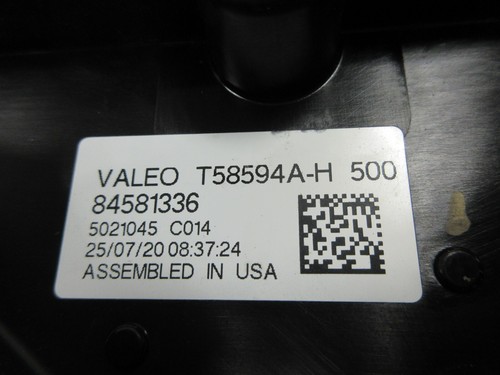 VALEO T58594A-H 500
84581336
5021045 C014
25/07/20 08:37:24
ASSEMBLED IN USA